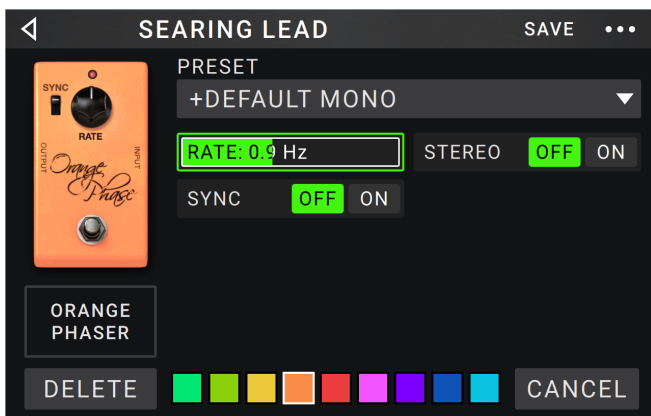 SEARING LEAD
SAVE
PRESET
+DEFAULT MONO
SYNC
RATE
OUTPUT
INPUT
Orange
Phase
RATE: 0.9 Hz
STEREO OFF ON
SYNC OFF ON
ORANGE
PHASER
DELETE
CANCEL